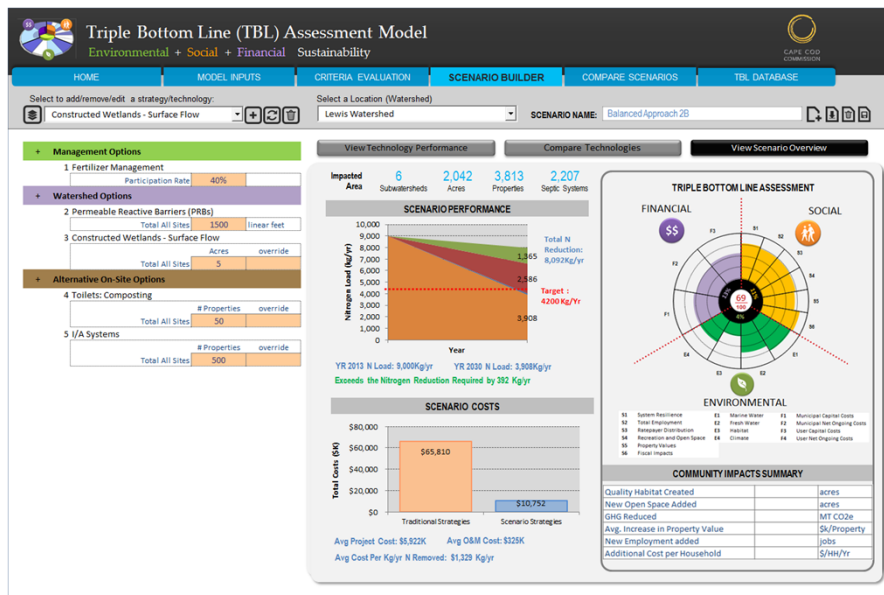 Triple Bottom Line (TBL) Assessment Model
Environmental + Social + Financial Sustainability
CAPE COD
COMMISSION
HOME
MODEL INPUTS
CRITERIA EVALUATION
SCENARIO BUILDER
COMPARE SCENARIOS
TBL DATABASE
Select to add/remove/edit a strategy/technology:
Constructed Wetlands - Surface Flow
Select a Location (Watershed)
Lewis Watershed
SCENARIO NAME: Balanced Approach 2B
+ Management Options
1 Fertilizer Management
Participation Rate 40%
+ Watershed Options
2 Permeable Reactive Barriers (PRBs)
Total All Sites 1500 linear feet
3 Constructed Wetlands - Surface Flow
Acres override
Total All Sites 5
+ Alternative On-Site Options
4 Toilets: Composting
# Properties override
Total All Sites 50
5 I/A Systems
# Properties override
Total All Sites 500
View Technology Performance
Compare Technologies
View Scenario Overview
Impacted Area
6 Subwatersheds
2,042 Acres
3,813 Properties
2,207 Septic Systems
SCENARIO PERFORMANCE
Nitrogen Load (kg/yr)
10,000
9,000
8,000
7,000
6,000
5,000
4,000
3,000
2,000
1,000
0
1,365
2,586
3,908
Year
Total N
Reduction:
8,092Kg/yr
Target :
4200 Kg/Yr
YR 2013 N Load: 9,000Kg/yr YR 2030 N Load: 3,908Kg/yr
Exceeds the Nitrogen Reduction Required by 392 Kg/yr
SCENARIO COSTS
Total Costs ($K)
$80,000
$60,000
$40,000
$20,000
$0
$65,810
$10,752
Traditional Strategies
Scenario Strategies
Avg Project Cost: $5,922K Avg O&M Cost: $325K
Avg Cost Per Kg/yr N Removed: $1,329 Kg/yr
TRIPLE BOTTOM LINE ASSESSMENT
FINANCIAL
SOCIAL
$$
F3
F2
F1
S1
S2
S3
S4
S5
S6
E4
E3
E2
E1
69
100
ENVIRONMENTAL
S1 System Resilience E1 Marine Water F1 Municipal Capital Costs
S2 Total Employment E2 Fresh Water F2 Municipal Net Ongoing Costs
S3 Ratepayer Distribution E3 Habitat F3 User Capital Costs
S4 Recreation and Open Space E4 Climate F4 User Net Ongoing Costs
S5 Property Values
S6 Fiscal Impacts
COMMUNITY IMPACTS SUMMARY
Quality Habitat Created acres
New Open Space Added acres
GHG Reduced MT CO2e
Avg. Increase in Property Value $k/Property
New Employment added jobs
Additional Cost per Household $/HH/Yr